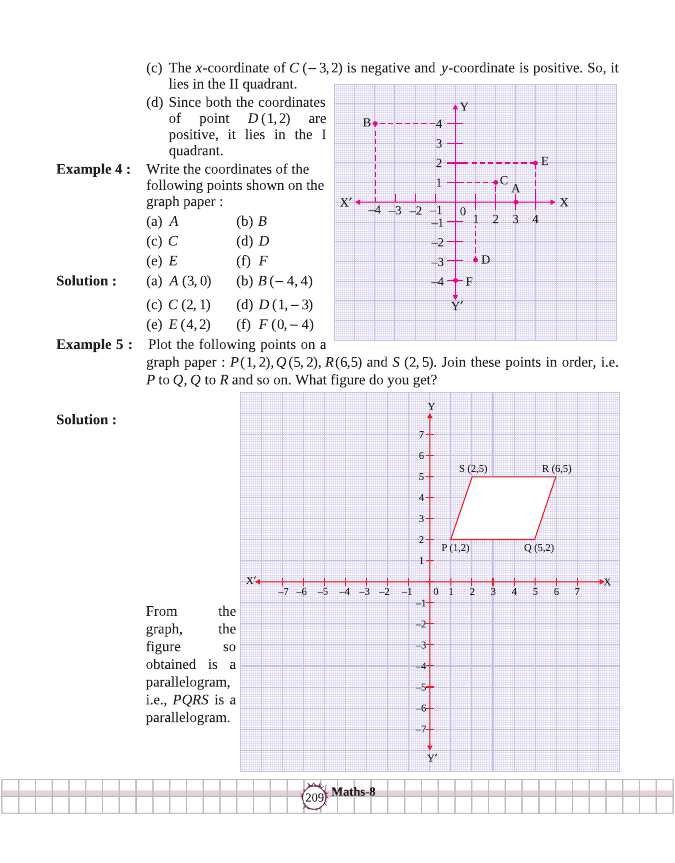 (c) The x-coordinate of C (– 3, 2) is negative and y-coordinate is positive. So, it
lies in the II quadrant.
(d) Since both the coordinates
of point D (1, 2) are
positive, it lies in the I
quadrant.
Example 4 : Write the coordinates of the
following points shown on the
graph paper :
(a) A (b) B
(c) C (d) D
(e) E (f) F
Solution : (a) A (3, 0) (b) B (– 4, 4)
(c) C (2, 1) (d) D (1, – 3)
(e) E (4, 2) (f) F (0, – 4)
Y
B
4
3
2 E
1 C
A
X′ –4 –3 –2 –1 0 1 2 3 4 X
–1
–2
–3 D
–4 F
Y′
Example 5 : Plot the following points on a
graph paper : P(1, 2), Q (5, 2), R(6,5) and S (2, 5). Join these points in order, i.e.
P to Q, Q to R and so on. What figure do you get?
Solution :
Y
7
6
S (2,5) R (6,5)
5
4
3
2
P (1,2) Q (5,2)
1
X′ X
–7 –6 –5 –4 –3 –2 –1 0 1 2 3 4 5 6 7
–1
–2
–3
–4
–5
–6
–7
Y′
From the
graph, the
figure so
obtained is a
parallelogram,
i.e., PQRS is a
parallelogram.
209 Maths-8